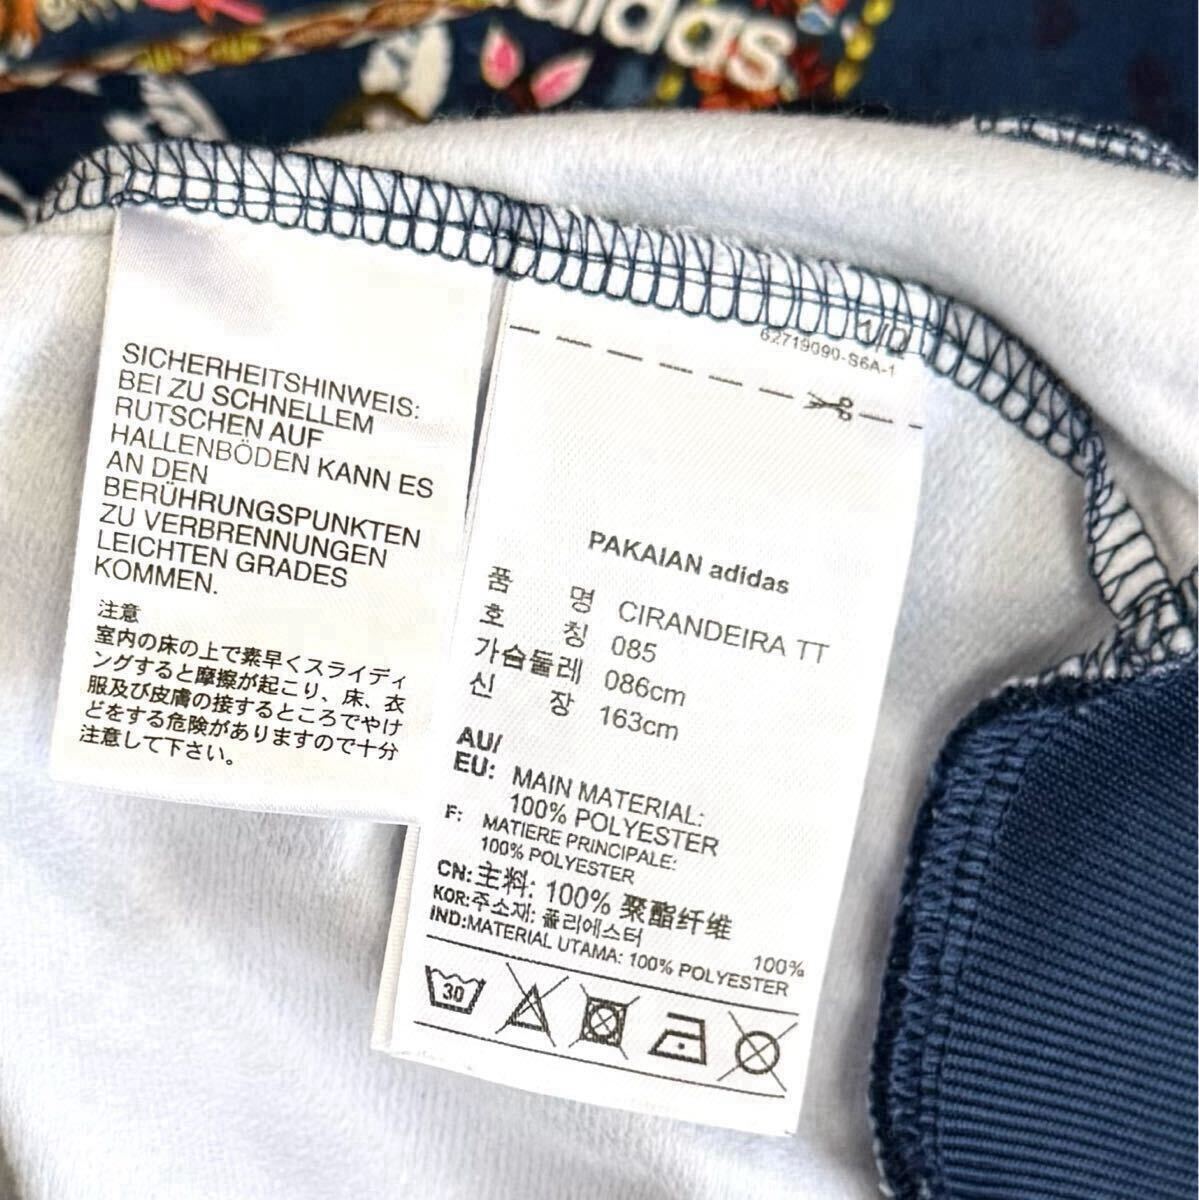 adidas
SICHERHEITSHINWEIS:
BEI ZU SCHNELLEM
RUTSCHEN AUF
HALLENBÖDEN KANN ES
AN DEN
BERÜHRUNGSPUNKTEN
ZU VERBRENNUNGEN
LEICHTEN GRADES
KOMMEN.
注意
室内の床の上で素早くスライディ
ングすると摩擦が起こり、床、衣
服及び皮膚の接するところでやけ
どをする危険がありますので十分
注意して下さい。
62719090-S6A-1
PAKAIAN adidas
품 명 CIRANDEIRA TT
호 칭 085
가슴둘레 086cm
신 장 163cm
AU/
EU: MAIN MATERIAL:
100% POLYESTER
F: MATIERE PRINCIPALE:
100% POLYESTER
CN:主料: 100% 聚酯纤维
KOR:주소재: 폴리에스터 100%
IND:MATERIAL UTAMA: 100% POLYESTER
30